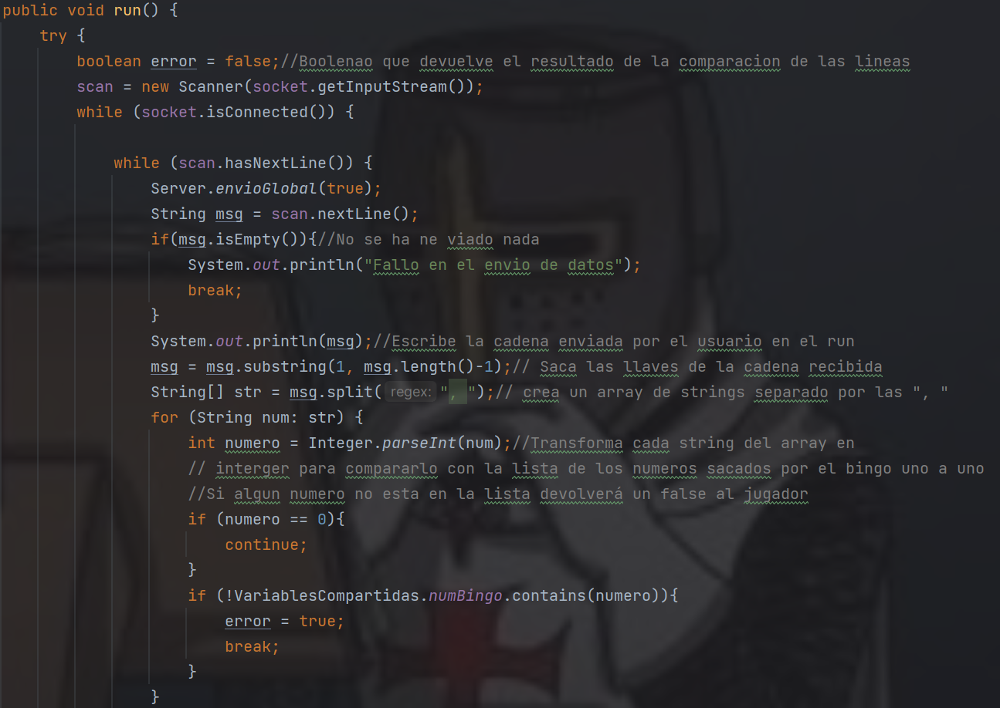 public void run() {
try {
boolean error = false;//Boolenao que devuelve el resultado de la comparacion de las lineas
scan = new Scanner(socket.getInputStream());
while (socket.isConnected()) {
while (scan.hasNextLine()) {
Server.envioGlobal(true);
String msg = scan.nextLine();
if(msg.isEmpty()){//No se ha ne viado nada
System.out.println("Fallo en el envio de datos");
break;
}
System.out.println(msg);//Escribe la cadena enviada por el usuario en el run
msg = msg.substring(1, msg.length()-1);// Saca las llaves de la cadena recibida
String[] str = msg.split( regex: ", ");// crea un array de strings separado por las ", "
for (String num: str) {
int numero = Integer.parseInt(num);//Transforma cada string del array en
// interger para compararlo con la lista de los numeros sacados por el bingo uno a uno
//Si algun numero no esta en la lista devolverá un false al jugador
if (numero == 0){
continue;
}
if (!VariablesCompartidas.numBingo.contains(numero)){
error = true;
break;
}
}